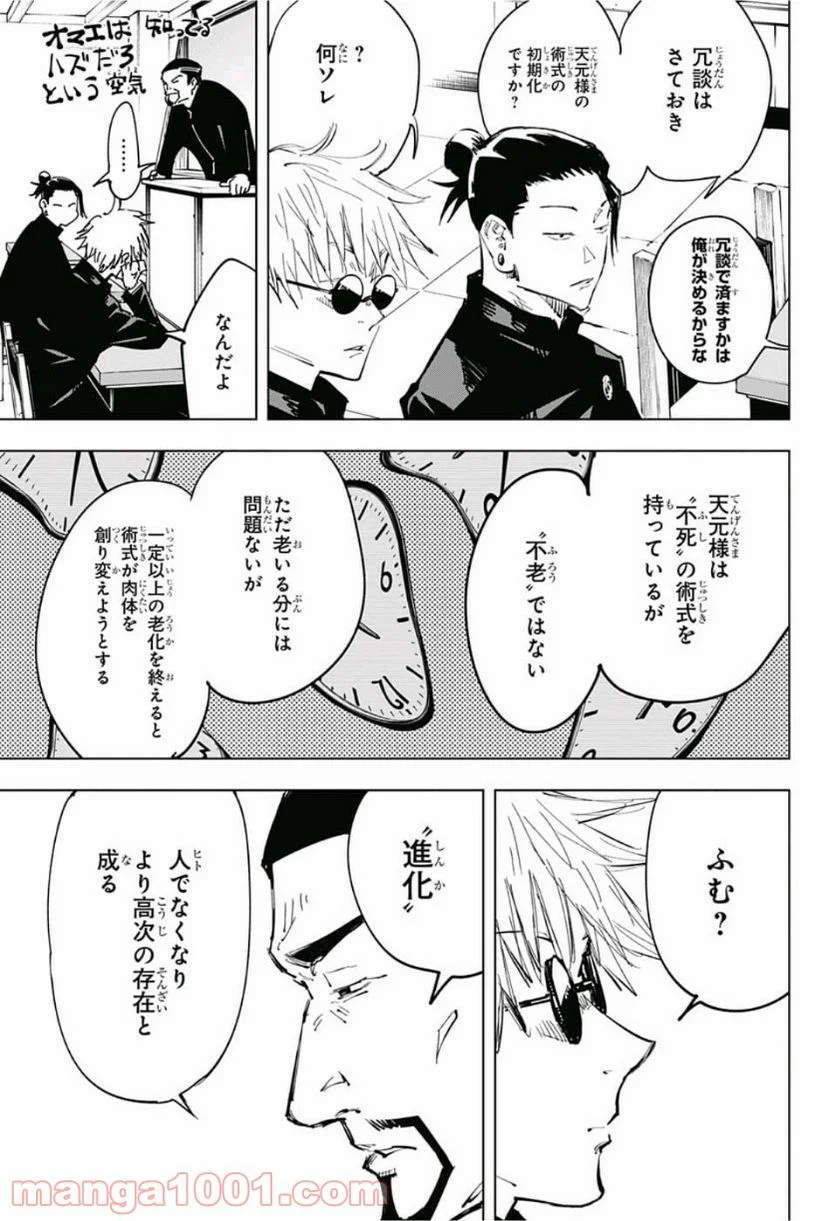 冗談は
さておき
天元様の
術式の
初期化
ですか?
冗談で済ますかは
俺が決めるからな
?
何ソレ
オマエは 知ってる
ハズだろ
という空気
……
なんだよ
天元様は
“不死”の術式を
持っているが
“不老”ではない
ただ老いる分には
問題ないが
一定以上の老化を終えると
術式が肉体を
創り変えようとする
ふむ?
“進化”
人でなくなり
より高次の存在と
成る
manga1001.com